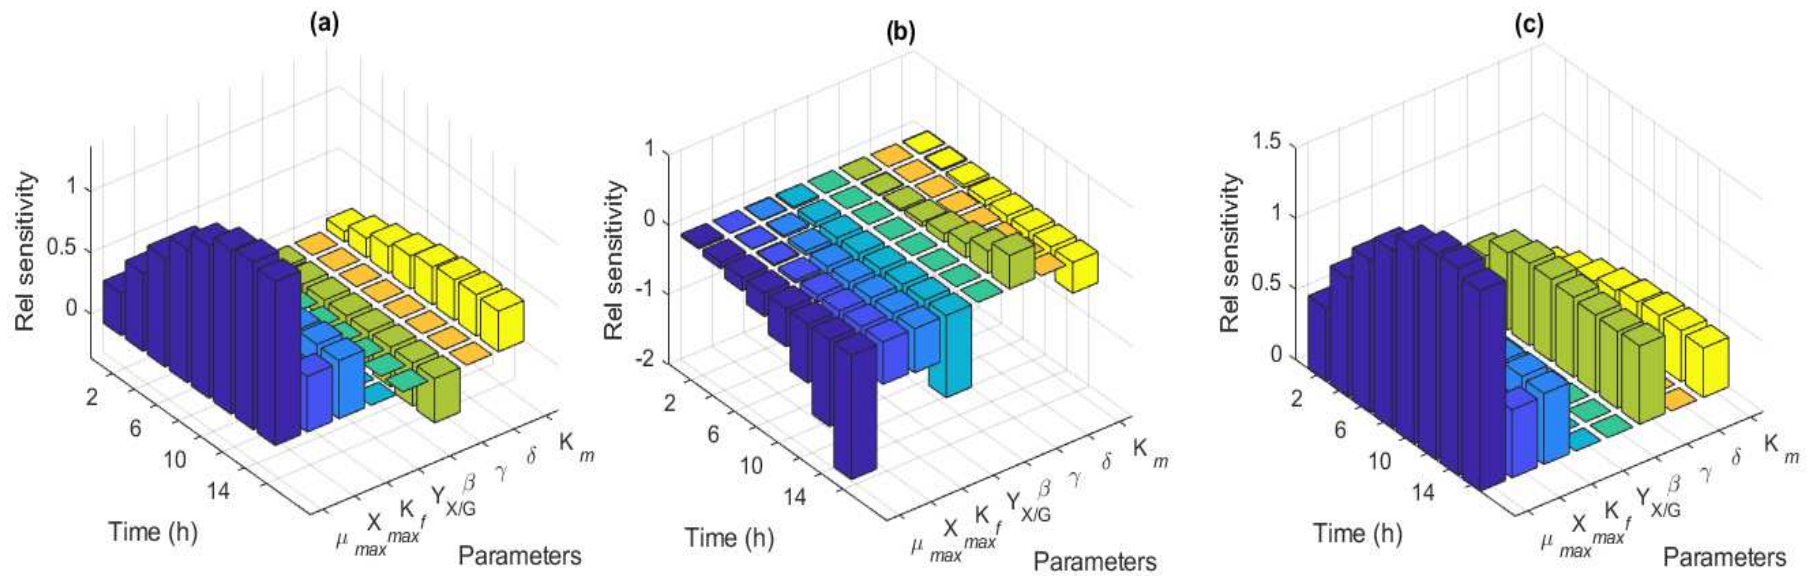 (a)
Rel sensitivity
1
0.5
0
2
6
10
14
Time (h)
μ max
X max
K f
Y X/G
β
γ
δ
K m
Parameters
(b)
Rel sensitivity
1
0
-1
-2
2
6
10
14
Time (h)
μ max
X max
K f
Y X/G
β
γ
δ
K m
Parameters
(c)
Rel sensitivity
1.5
1
0.5
0
2
6
10
14
Time (h)
μ max
X max
K f
Y X/G
β
γ
δ
K m
Parameters